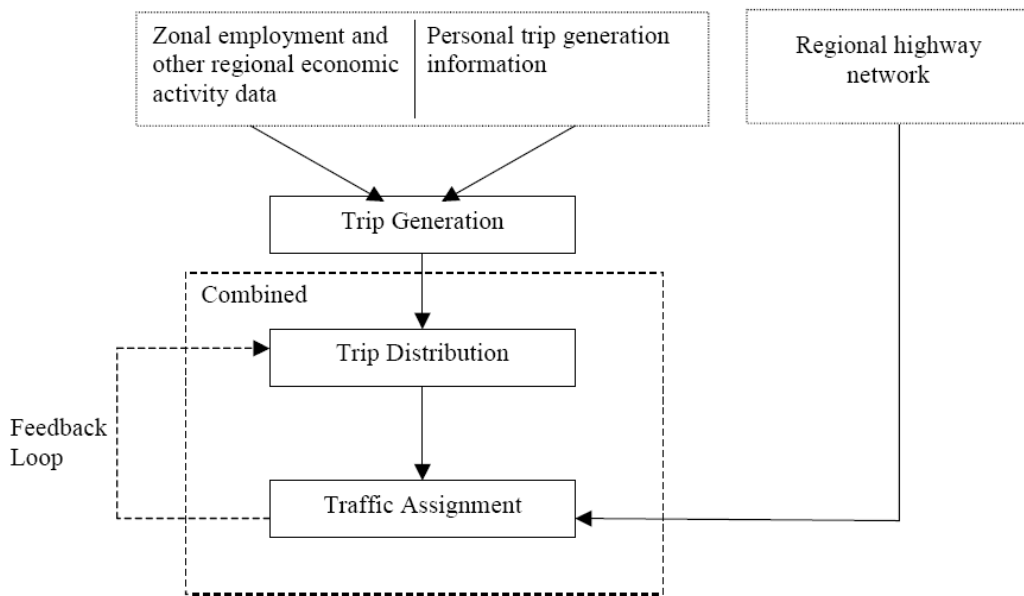 Zonal employment and
other regional economic
activity data
Personal trip generation
information
Regional highway
network
Trip Generation
Combined
Trip Distribution
Feedback
Loop
Traffic Assignment